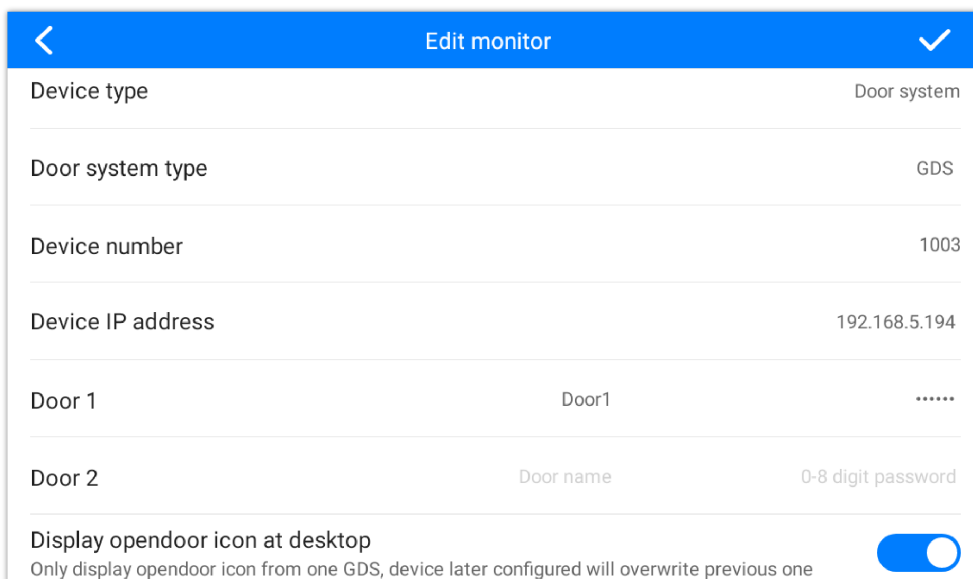 Edit monitor
Device type Door system
Door system type GDS
Device number 1003
Device IP address 192.168.5.194
Door 1 Door1 ••••••
Door 2 Door name 0-8 digit password
Display opendoor icon at desktop
Only display opendoor icon from one GDS, device later configured will overwrite previous one